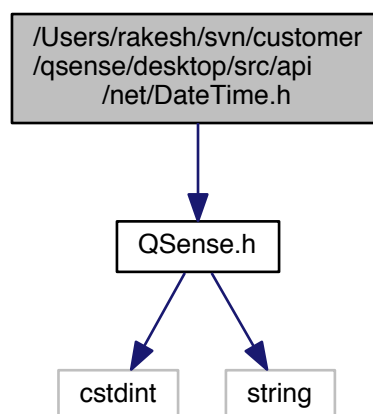 /Users/rakesh/svn/customer
/qsense/desktop/src/api
/net/DateTime.h
QSense.h
cstdint
string